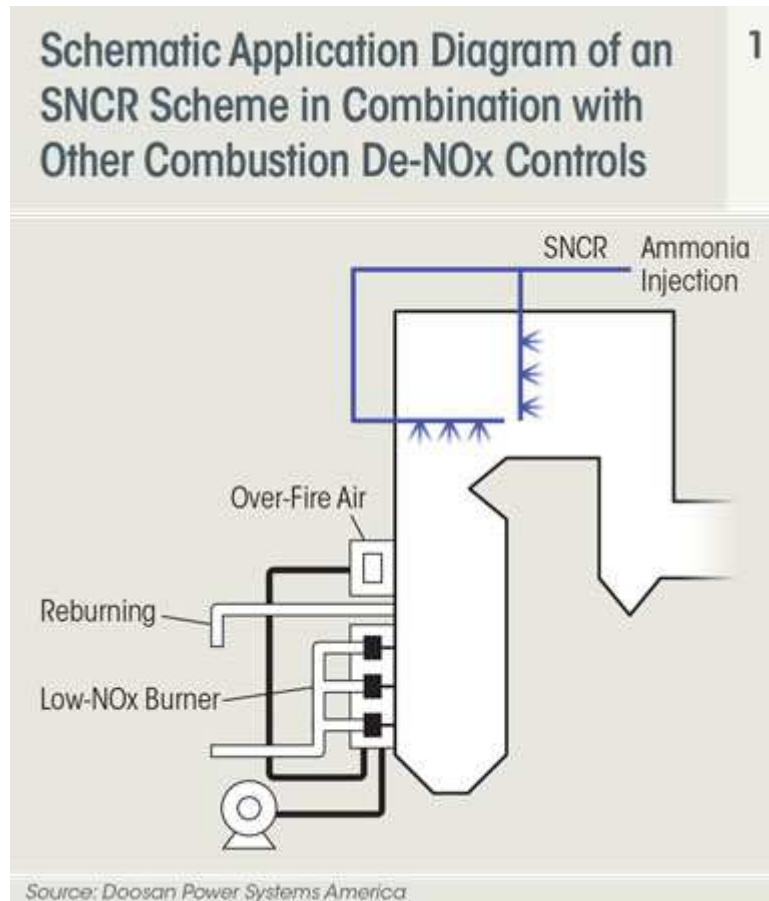 Schematic Application Diagram of an
SNCR Scheme in Combination with
Other Combustion De-NOx Controls
1
SNCR Ammonia
Injection
Over-Fire Air
Reburning
Low-NOx Burner
Source: Doosan Power Systems America